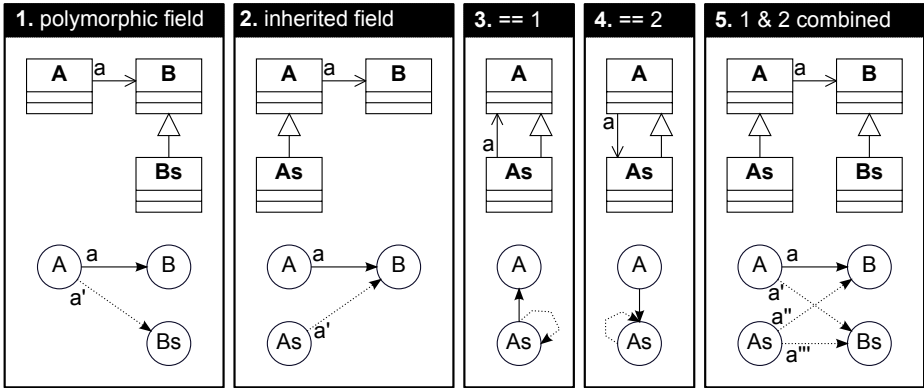 1. polymorphic field
A a B
Bs
A a B
a'
Bs
2. inherited field
A a B
As
A a B
As a'
3. == 1
A
a
As
A
As
4. == 2
A
a
As
A
As
5. 1 & 2 combined
A a B
As Bs
A a B
a'
a''
As a''' Bs